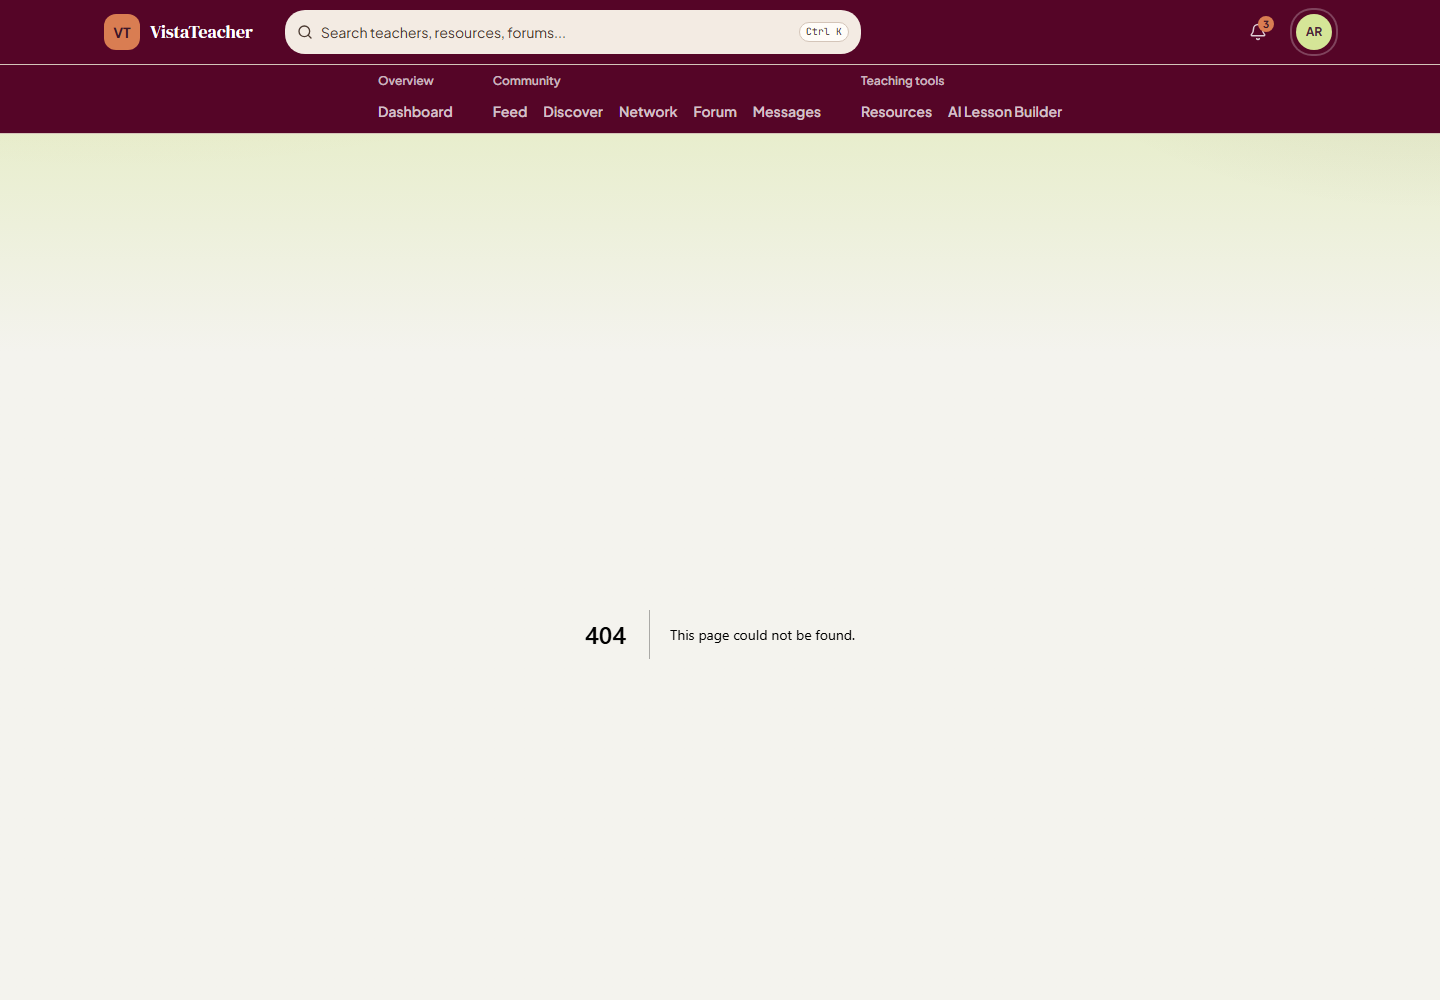 VT VistaTeacher Search teachers, resources, forums... Ctrl K 3 AR
Overview Community Teaching tools
Dashboard Feed Discover Network Forum Messages Resources AI Lesson Builder
404 This page could not be found.